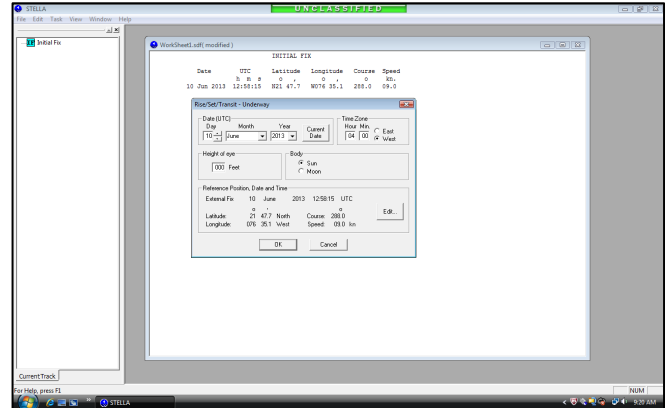 STELLA
UNCLASSIFIED
File Edit Task View Window Help
IF Initial Fix
WorkSheet1.sdf( modified )
INITIAL FIX
Date UTC Latitude Longitude Course Speed
h m s o , o , o kn.
10 Jun 2013 12:58:15 N21 47.7 W076 35.1 288.0 09.0
Rise/Set/Transit - Underway
Date (UTC)
Day Month Year
10 June 2013 Current Date
Time Zone
Hour Min.
04 00 East
West
Height of eye
000 Feet
Body
Sun
Moon
Reference Position, Date and Time
External Fix 10 June 2013 12:58:15 UTC
o , o
Latitude: 21 47.7 North Course: 288.0
Longitude: 076 35.1 West Speed: 09.0 kn
Edit...
OK Cancel
Current Track
For Help, press F1
NUM
STELLA
9:20 AM